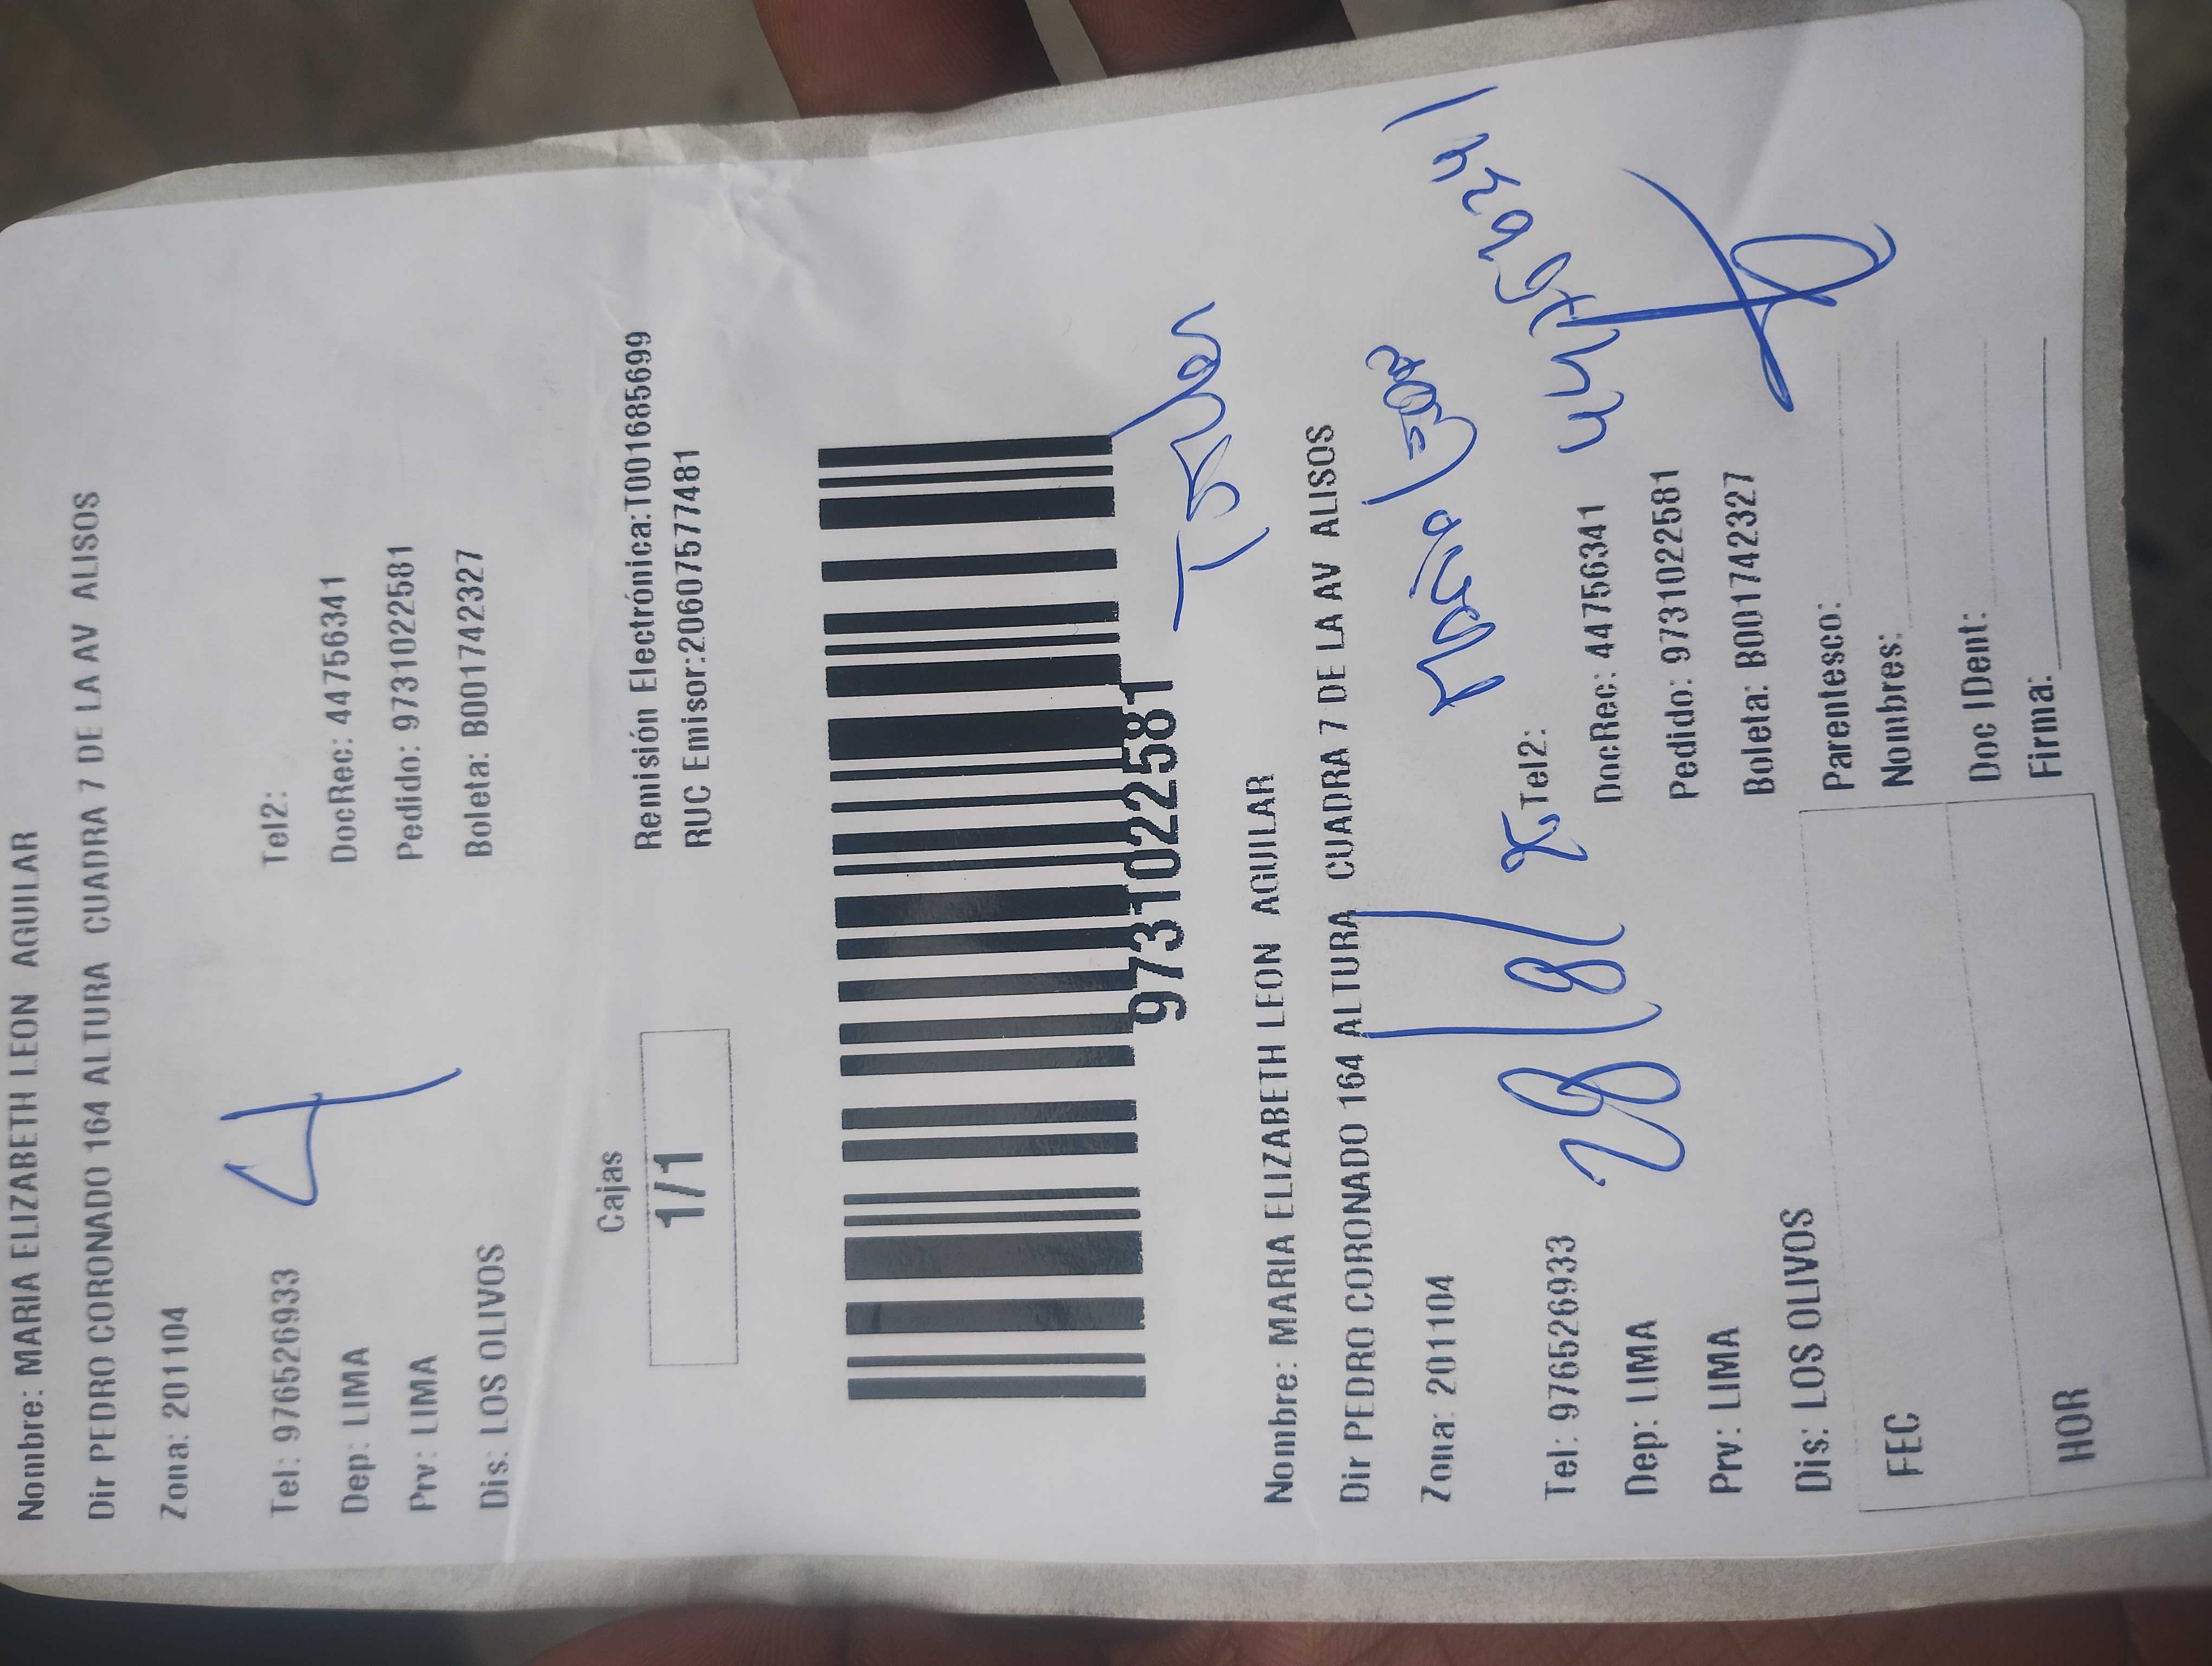 Nombre: MARIA ELIZABETH LEON AGUILAR
Dir PEDRO CORONADO 164 ALTURA CUADRA 7 DE LA AV ALISOS
Zona: 201104
4
Tel: 976526933 Tel2:
Dep: LIMA DocRec: 44756341
Prv: LIMA Pedido: 9731022581
Dis: LOS OLIVOS Boleta: B001742327
Cajas
1/1
Remisión Electrónica:T001685699
RUC Emisor:20607577481
9731022581
Nombre: MARIA ELIZABETH LEON AGUILAR
Dir PEDRO CORONADO 164 ALTURA CUADRA 7 DE LA AV ALISOS
Zona: 201104
Maria León
28/8/
44756341
Tel: 976526933 Tel2:
Dep: LIMA DocRec: 44756341
Prv: LIMA Pedido: 9731022581
Dis: LOS OLIVOS Boleta: B001742327
FEC
HOR
Parentesco:
Nombres:
Doc IDent:
Firma: